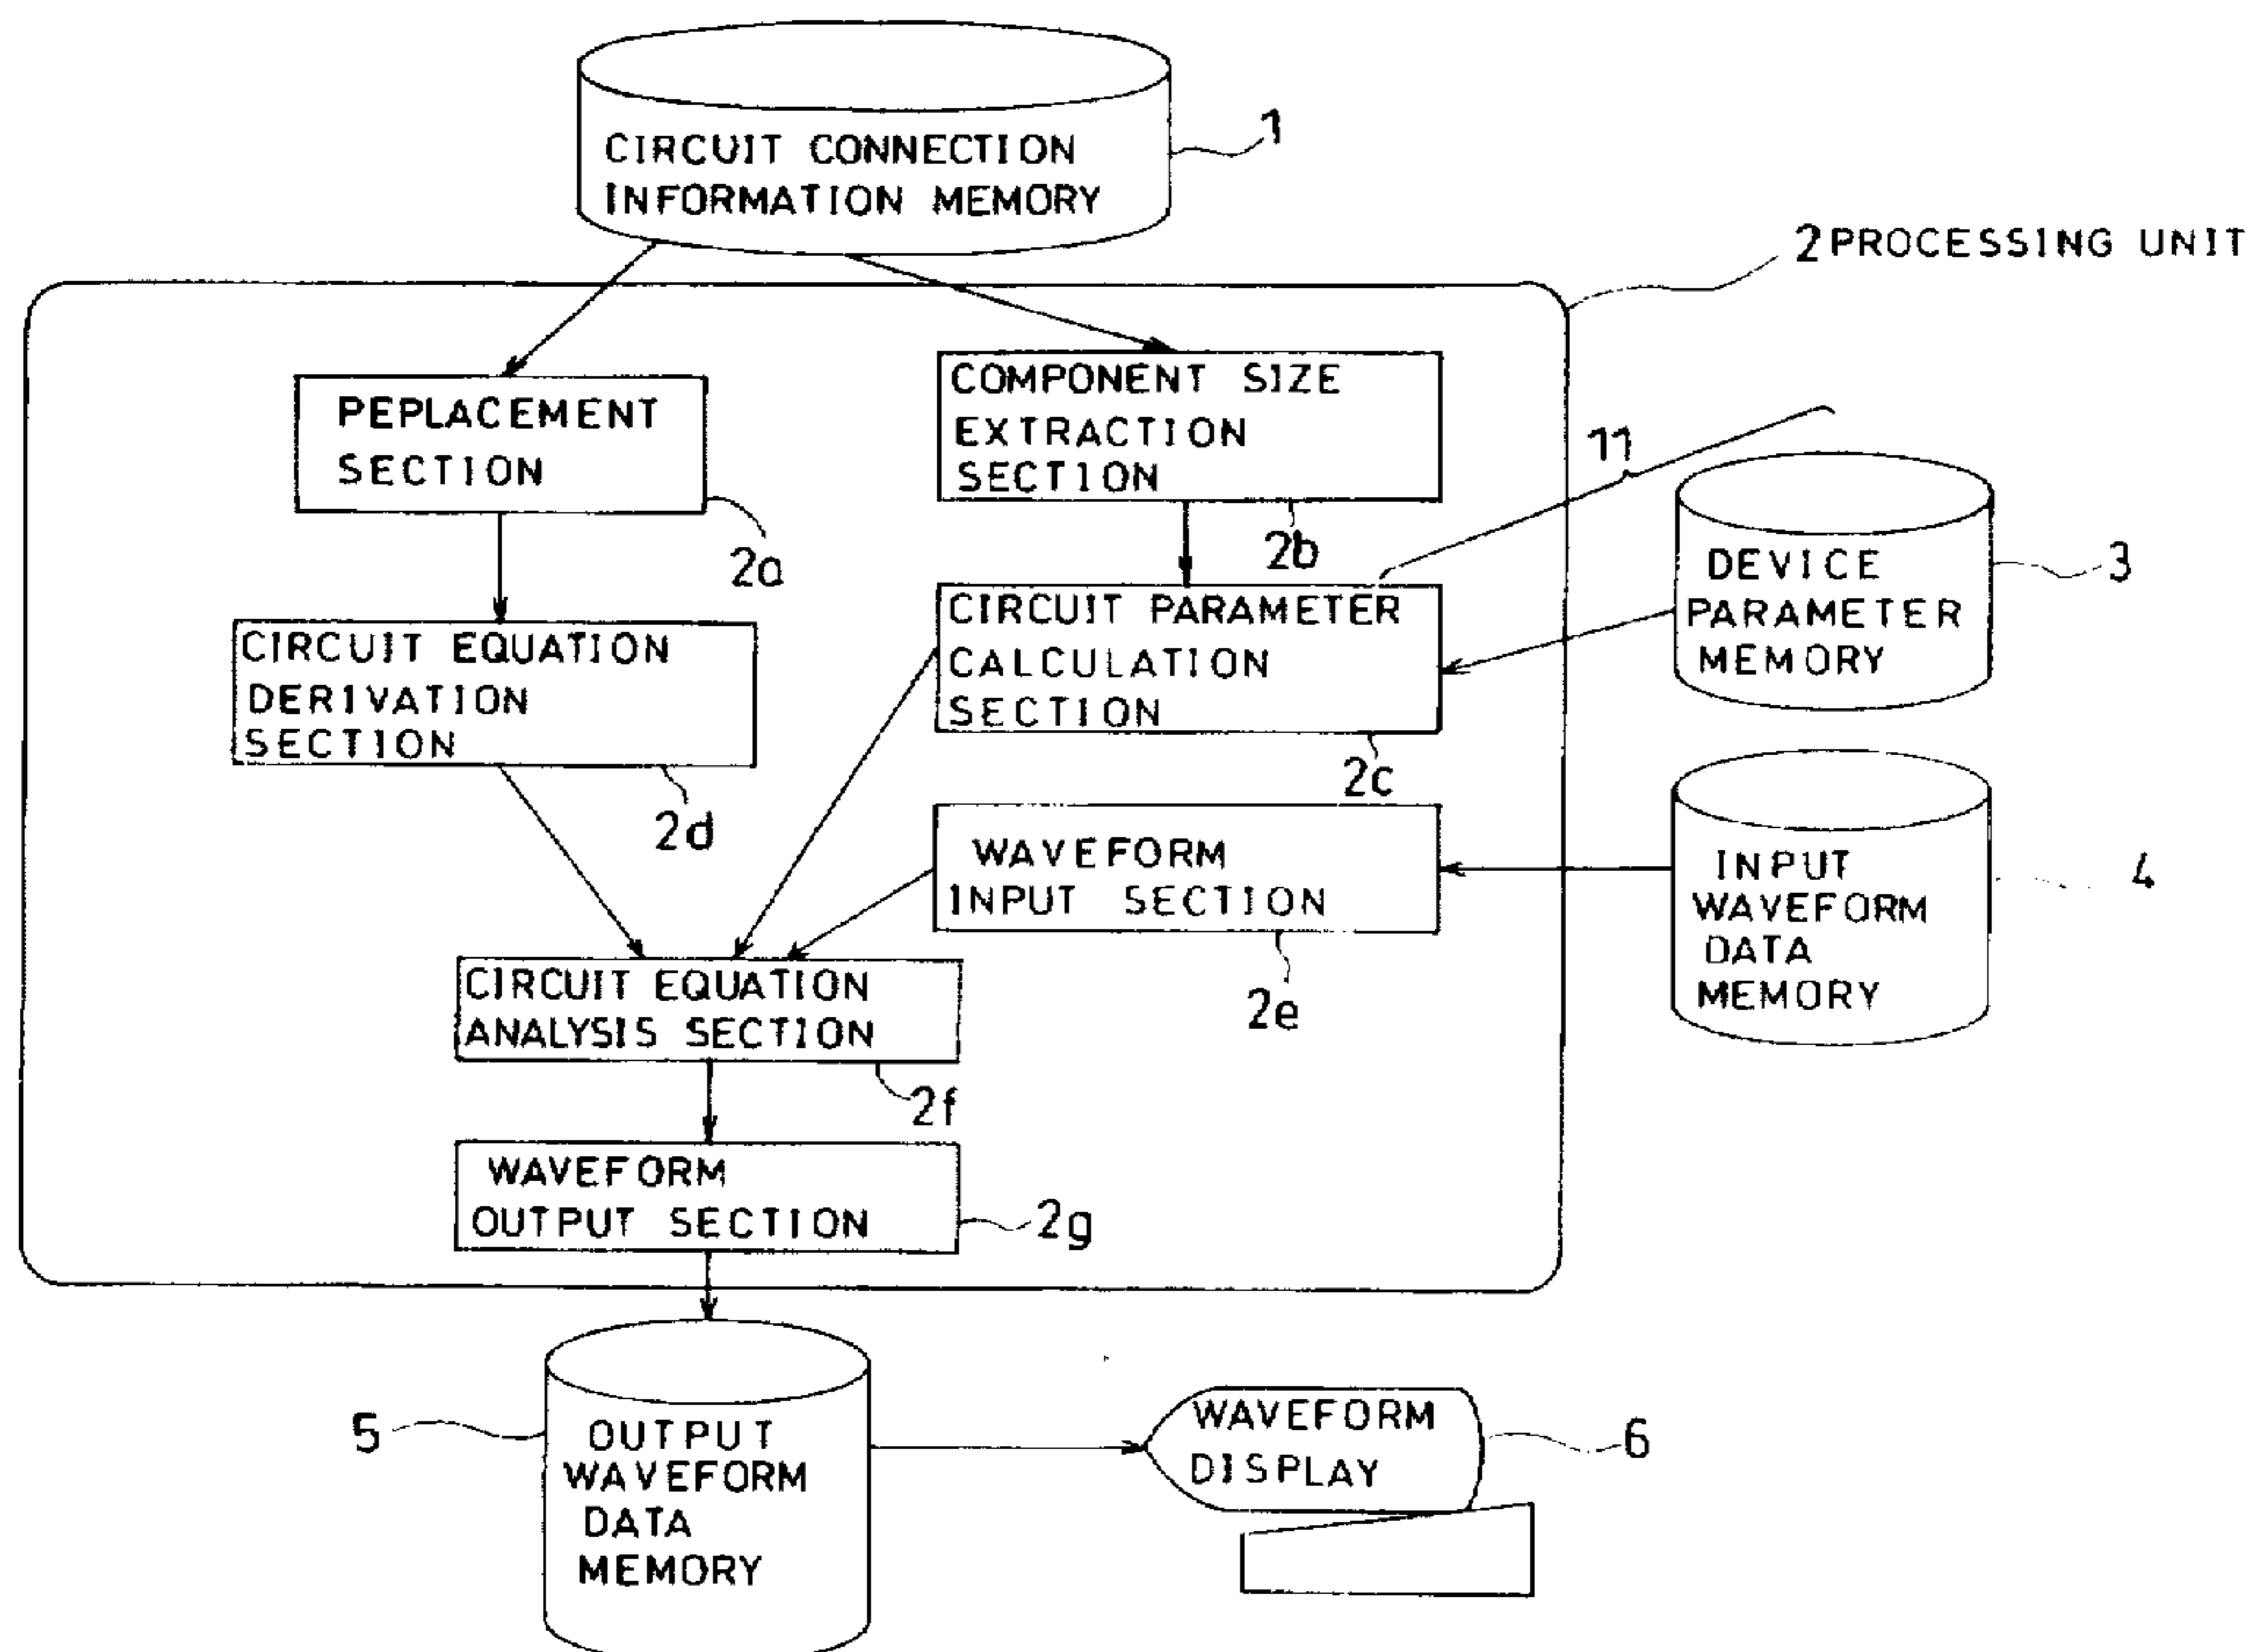 CIRCUIT CONNECTION
INFORMATION MEMORY
1
2 PROCESSING UNIT
PEPLACEMENT
SECTION
2a
COMPONENT SIZE
EXTRACTION
SECTION
2b
11
CIRCUIT EQUATION
DERIVATION
SECTION
2d
CIRCUIT PARAMETER
CALCULATION
SECTION
2c
DEVICE
PARAMETER
MEMORY
3
WAVEFORM
INPUT SECTION
2e
INPUT
WAVEFORM
DATA
MEMORY
4
CIRCUIT EQUATION
ANALYSIS SECTION
2f
WAVEFORM
OUTPUT SECTION
2g
5
OUTPUT
WAVEFORM
DATA
MEMORY
WAVEFORM
DISPLAY
6